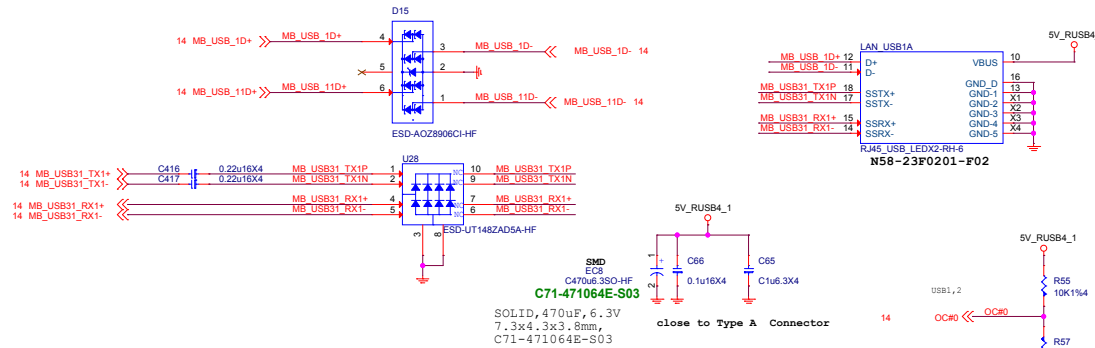 D15
14 MB_USB_1D+ MB_USB_1D+ 4
3 MB_USB_1D- MB_USB_1D- 14
5 2
14 MB_USB_11D+ MB_USB_11D+ 6
1 MB_USB_11D- MB_USB_11D- 14
ESD-AOZ8906CI-HF
U28
14 MB_USB31_TX1+ C416 0.22u16X4 MB_USB31_TX1P 1 NC 10 MB_USB31_TX1P
14 MB_USB31_TX1- C417 0.22u16X4 MB_USB31_TX1N 2 NC 9 MB_USB31_TX1N
14 MB_USB31_RX1+ MB_USB31_RX1+ 4 NC 7 MB_USB31_RX1+
14 MB_USB31_RX1- MB_USB31_RX1- 5 NC 6 MB_USB31_RX1-
3 8
ESD-UT148ZAD5A-HF
5V_RUSB4
LAN_USB1A
MB_USB_1D+ 12 D+ VBUS 10
MB_USB_1D- 11 D-
GND_D 16
MB_USB31_TX1P 18 SSTX+ GND-1 13
MB_USB31_TX1N 17 SSTX- GND-2 X1
GND-3 X2
MB_USB31_RX1+ 15 SSRX+ GND-4 X3
MB_USB31_RX1- 14 SSRX- GND-5 X4
RJ45_USB_LEDX2-RH-6
N58-23F0201-F02
5V_RUSB4_1
SMD
EC8
C470u6.3SO-HF
C71-471064E-S03
1 +
2
C66
0.1u16X4
C65
C1u6.3X4
SOLID,470uF,6.3V
7.3x4.3x3.8mm,
C71-471064E-S03
close to Type A Connector
5V_RUSB4_1
R55
10K1%4
USB1,2
14 OC#0 OC#0
R57